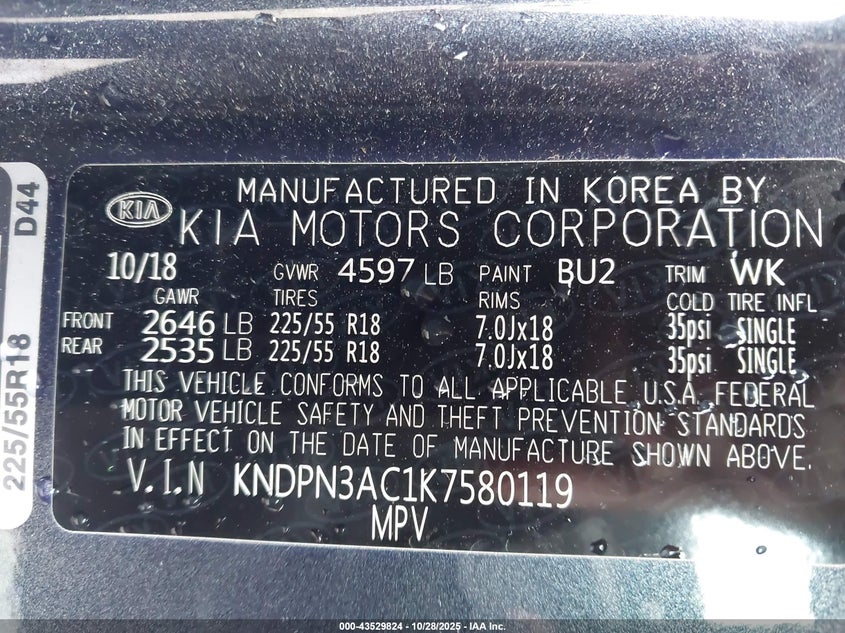 D44
225/55R18
KIA
MANUFACTURED IN KOREA BY
KIA MOTORS CORPORATION
10/18 GVWR 4597 LB PAINT BU2 TRIM WK
GAWR TIRES RIMS COLD TIRE INFL
FRONT 2646 LB 225/55 R18 7.0Jx18 35psi SINGLE
REAR 2535 LB 225/55 R18 7.0Jx18 35psi SINGLE
THIS VEHICLE CONFORMS TO ALL APPLICABLE U.S.A. FEDERAL
MOTOR VEHICLE SAFETY AND THEFT PREVENTION STANDARDS
IN EFFECT ON THE DATE OF MANUFACTURE SHOWN ABOVE.
V.I.N KNDPN3AC1K7580119
MPV
000-43529824 | 10/28/2025 - IAA Inc.